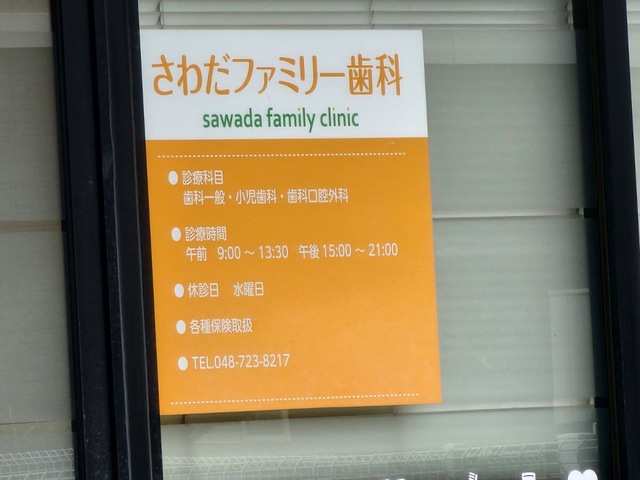 さわだファミリー歯科
sawada family clinic
●診療科目
歯科一般・小児歯科・歯科口腔外科
●診療時間
午前 9:00～13:30 午後15:00～21:00
●休診日 水曜日
●各種保険取扱
●TEL.048-723-8217